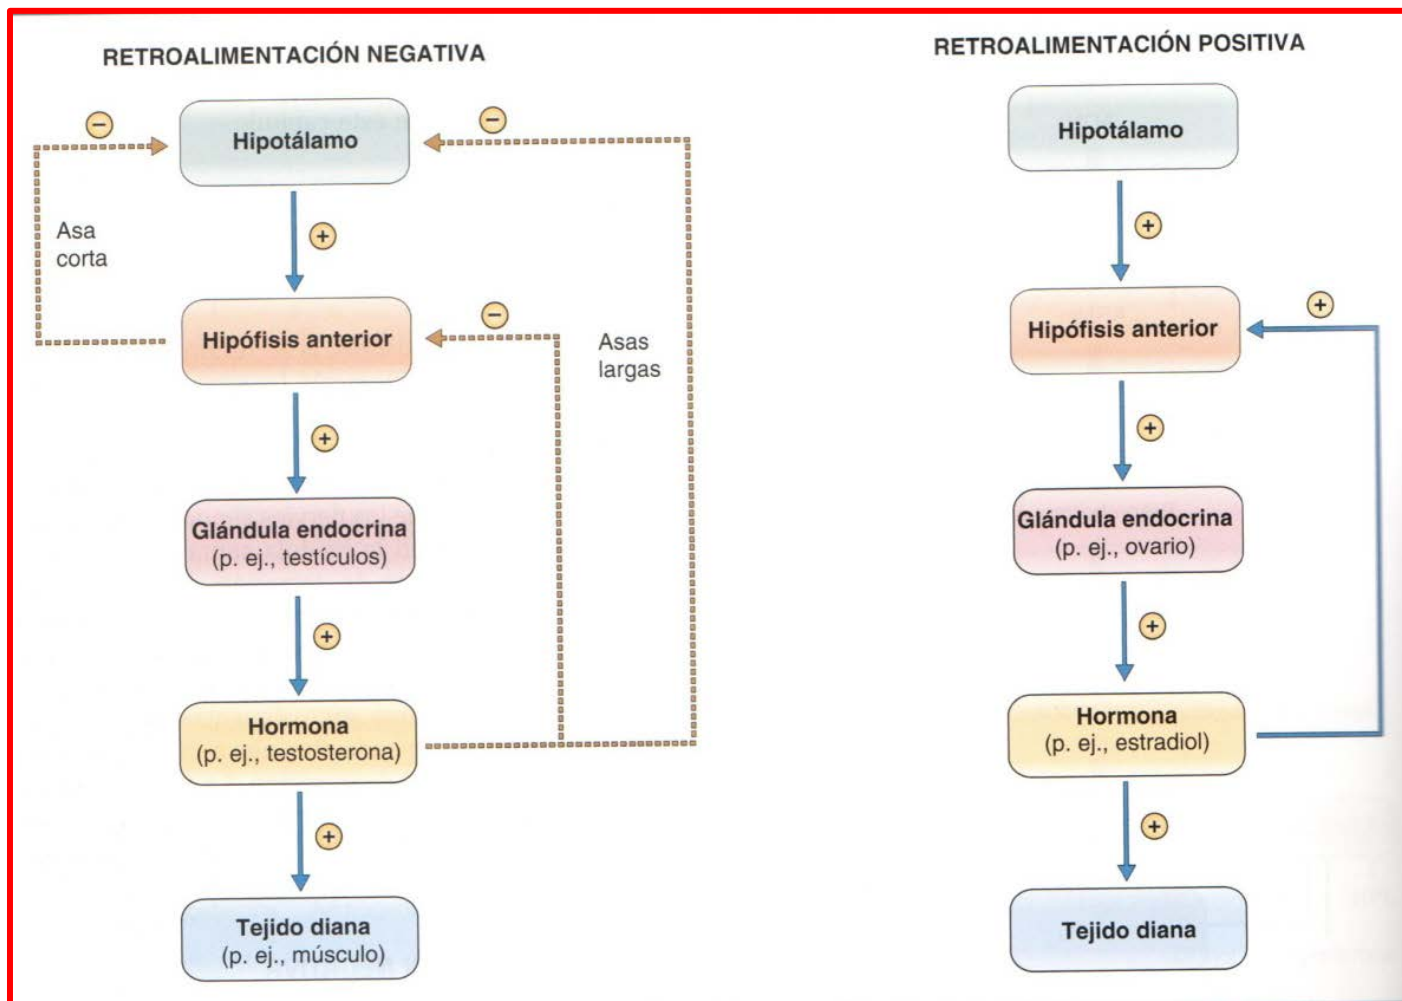 RETROALIMENTACIÓN NEGATIVA
−
Hipotálamo
−
Asa
corta
+
Hipófisis anterior
−
Asas
largas
+
Glándula endocrina
(p. ej., testículos)
+
Hormona
(p. ej., testosterona)
+
Tejido diana
(p. ej., músculo)
RETROALIMENTACIÓN POSITIVA
Hipotálamo
+
Hipófisis anterior
+
+
Glándula endocrina
(p. ej., ovario)
+
Hormona
(p. ej., estradiol)
+
Tejido diana